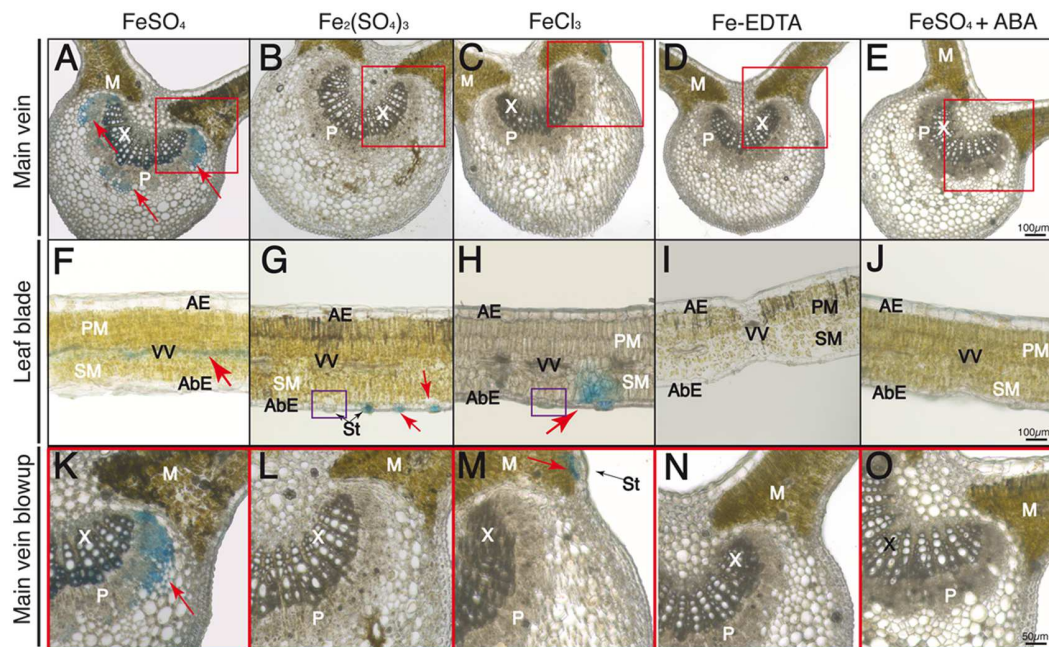 FeSO₄ Fe₂(SO₄)₃ FeCl₃ Fe-EDTA FeSO₄ + ABA
Main vein
A M X P
B X P
C M X P
D M X P
E M P X
100µm
Leaf blade
F AE PM VV SM AbE
G AE PM VV SM AbE St
H AE PM VV SM AbE
I AE PM VV SM AbE
J AE PM VV SM AbE
100µm
Main vein blowup
K M X P
L M X P
M M X P St
N M X P
O M X P
50µm